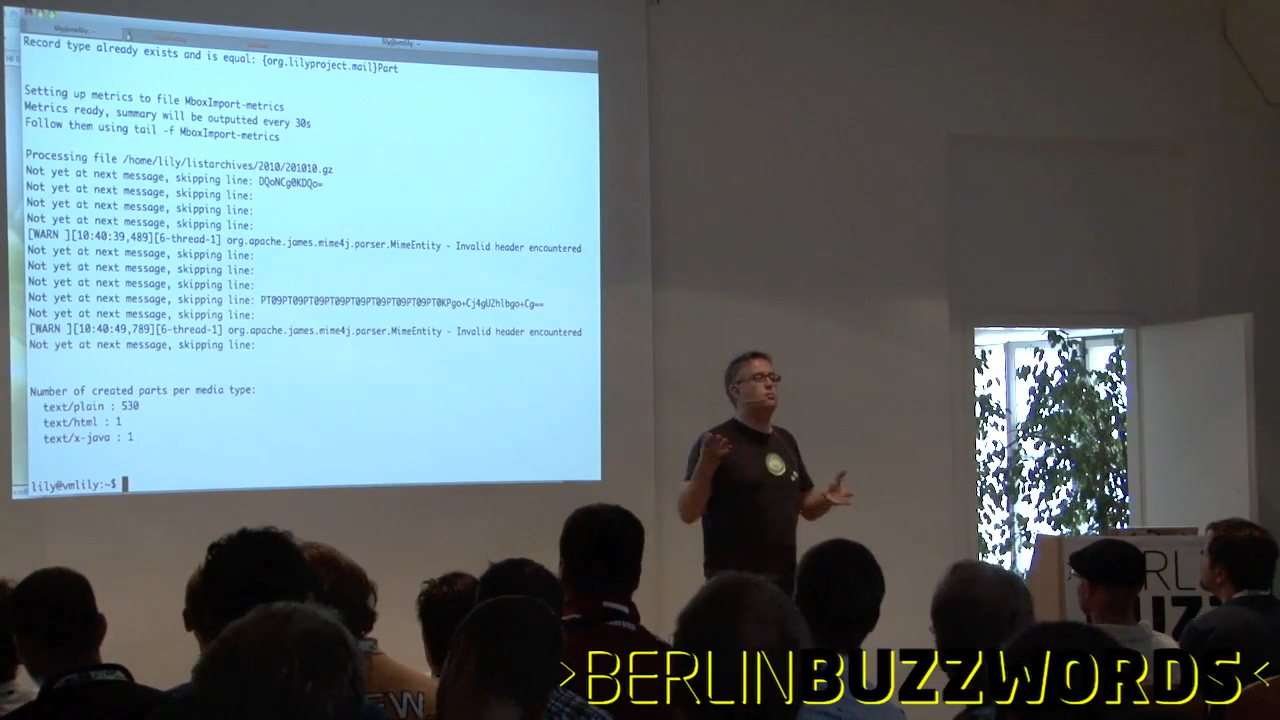 Record type already exists and is equal: {org.lilyproject.mail}Part
Setting up metrics to file MboxImport-metrics
Metrics ready, summary will be outputted every 30s
Follow them using tail -f MboxImport-metrics
Processing file /home/lily/listarchives/2010/201010.gz
Not yet at next message, skipping line: DQoNCg0KDQo=
Not yet at next message, skipping line:
Not yet at next message, skipping line:
Not yet at next message, skipping line:
[WARN ][10:40:39,489][6-thread-1] org.apache.james.mime4j.parser.MimeEntity - Invalid header encountered
Not yet at next message, skipping line:
Not yet at next message, skipping line:
Not yet at next message, skipping line:
Not yet at next message, skipping line: PT09PT09PT09PT09PT09PT09PT09PT09PT0KPgo+Cj4gU2hlbgo+Cg==
Not yet at next message, skipping line:
[WARN ][10:40:49,789][6-thread-1] org.apache.james.mime4j.parser.MimeEntity - Invalid header encountered
Not yet at next message, skipping line:
Number of created parts per media type:
text/plain : 530
text/html : 1
text/x-java : 1
lily@vmlily:~$
RL
UZZ
EW
>BERLINBUZZWORDS<